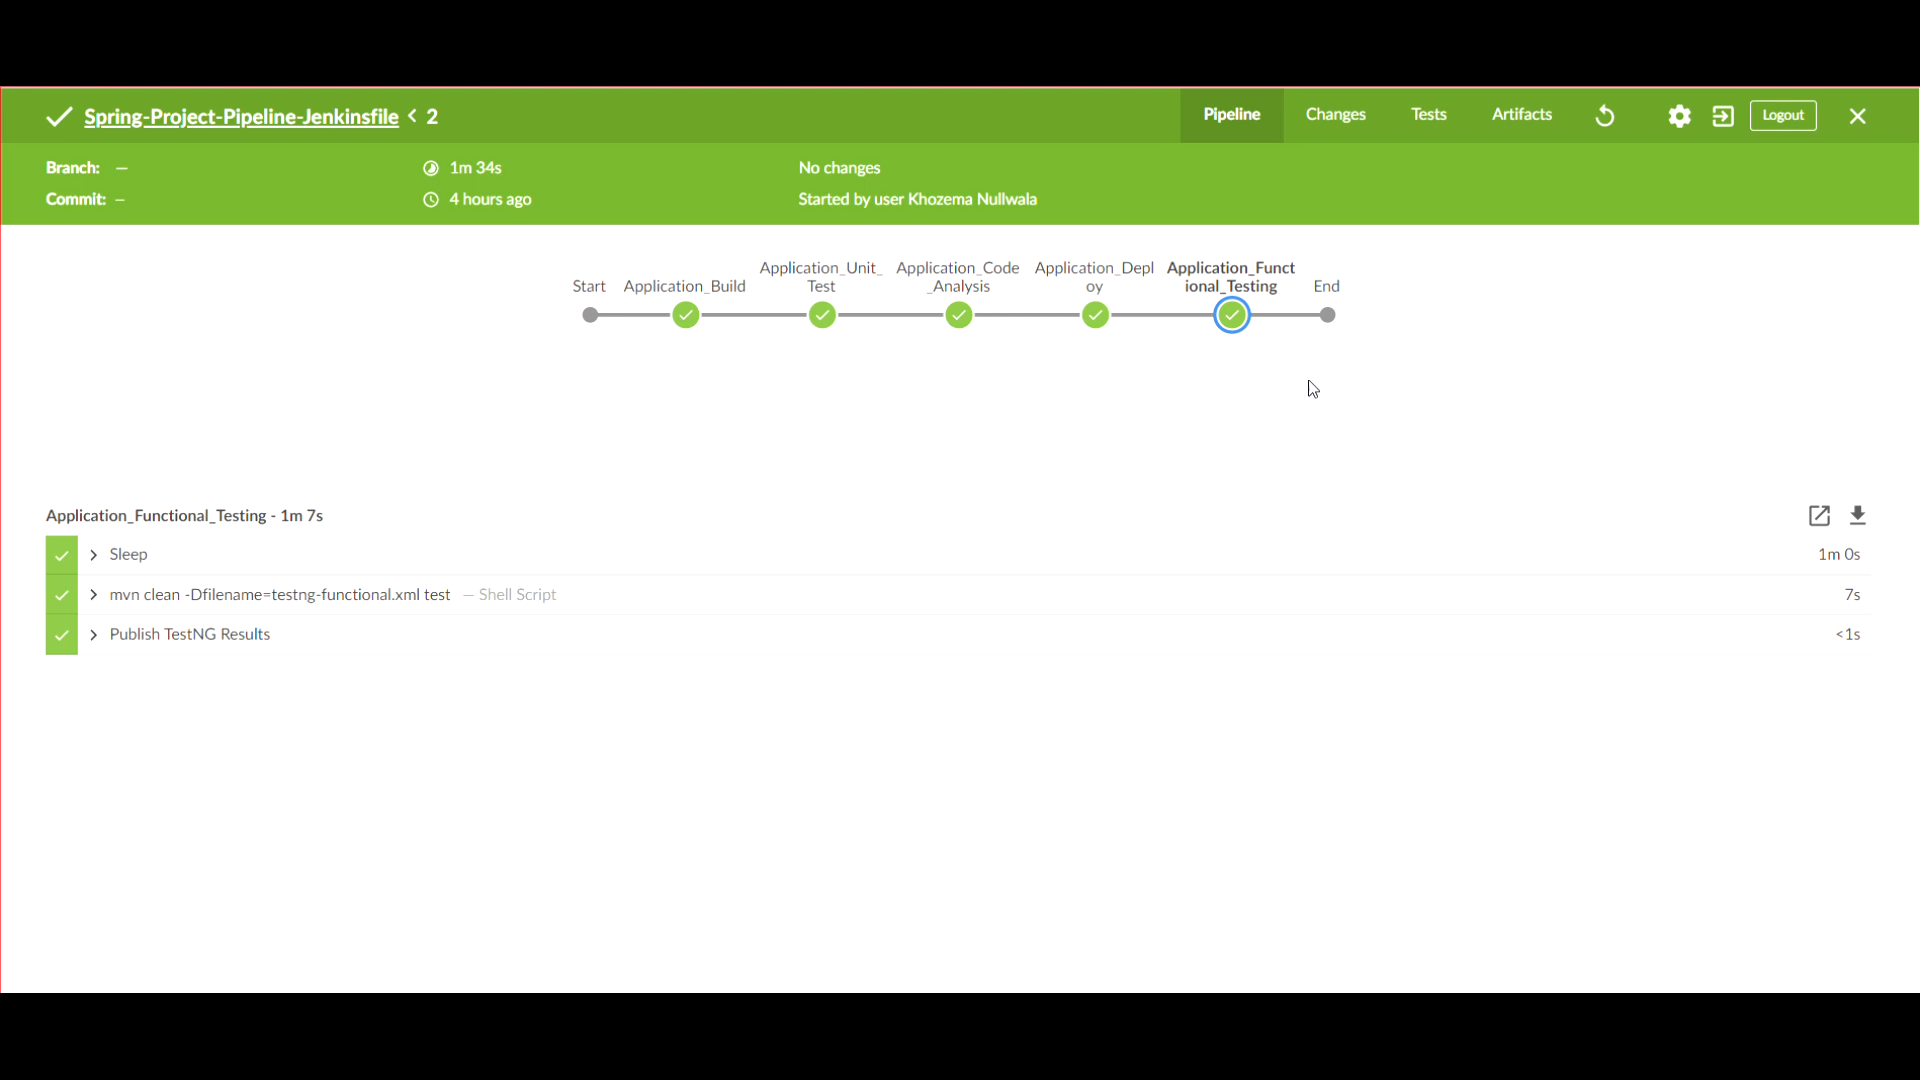 Spring-Project-Pipeline-Jenkinsfile < 2
Pipeline
Changes
Tests
Artifacts
Logout
Branch: —
1m 34s
No changes
Commit: —
4 hours ago
Started by user Khozema Nullwala
Start
Application_Build
Application_Unit_
Test
Application_Code
_Analysis
Application_Depl
oy
Application_Funct
ional_Testing
End
Application_Functional_Testing - 1m 7s
Sleep
1m 0s
mvn clean -Dfilename=testng-functional.xml test — Shell Script
7s
Publish TestNG Results
<1s